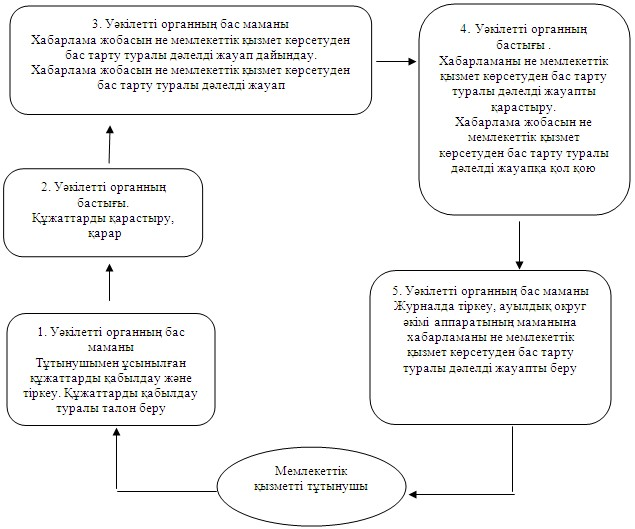 3. Уәкілетті органның бас маманы
Хабарлама жобасын не мемлекеттік қызмет көрсетуден
бас тарту туралы дәлелді жауап дайындау.
Хабарлама жобасын не мемлекеттік қызмет көрсетуден
бас тарту туралы дәлелді жауап
4. Уәкілетті органның
бастығы .
Хабарламаны не мемлекеттік
қызмет көрсетуден бас тарту
туралы дәлелді жауапты
қарастыру.
Хабарлама жобасын не
мемлекеттік қызмет
көрсетуден бас тарту туралы
дәлелді жауапқа қол қою
2. Уәкілетті органның
бастығы.
Құжаттарды қарастыру,
қарар
5. Уәкілетті органның бас маманы
Журналда тіркеу, ауылдық округ
әкімі аппаратының маманына
хабарламаны не мемлекеттік
қызмет көрсетуден бас тарту
туралы дәлелді жауапты беру
1. Уәкілетті органның бас
маманы
Тұтынушымен ұсынылған
құжаттарды қабылдау және
тіркеу. Құжаттарды қабылдау
туралы талон беру
Мемлекеттік
қызметті тұтынушы